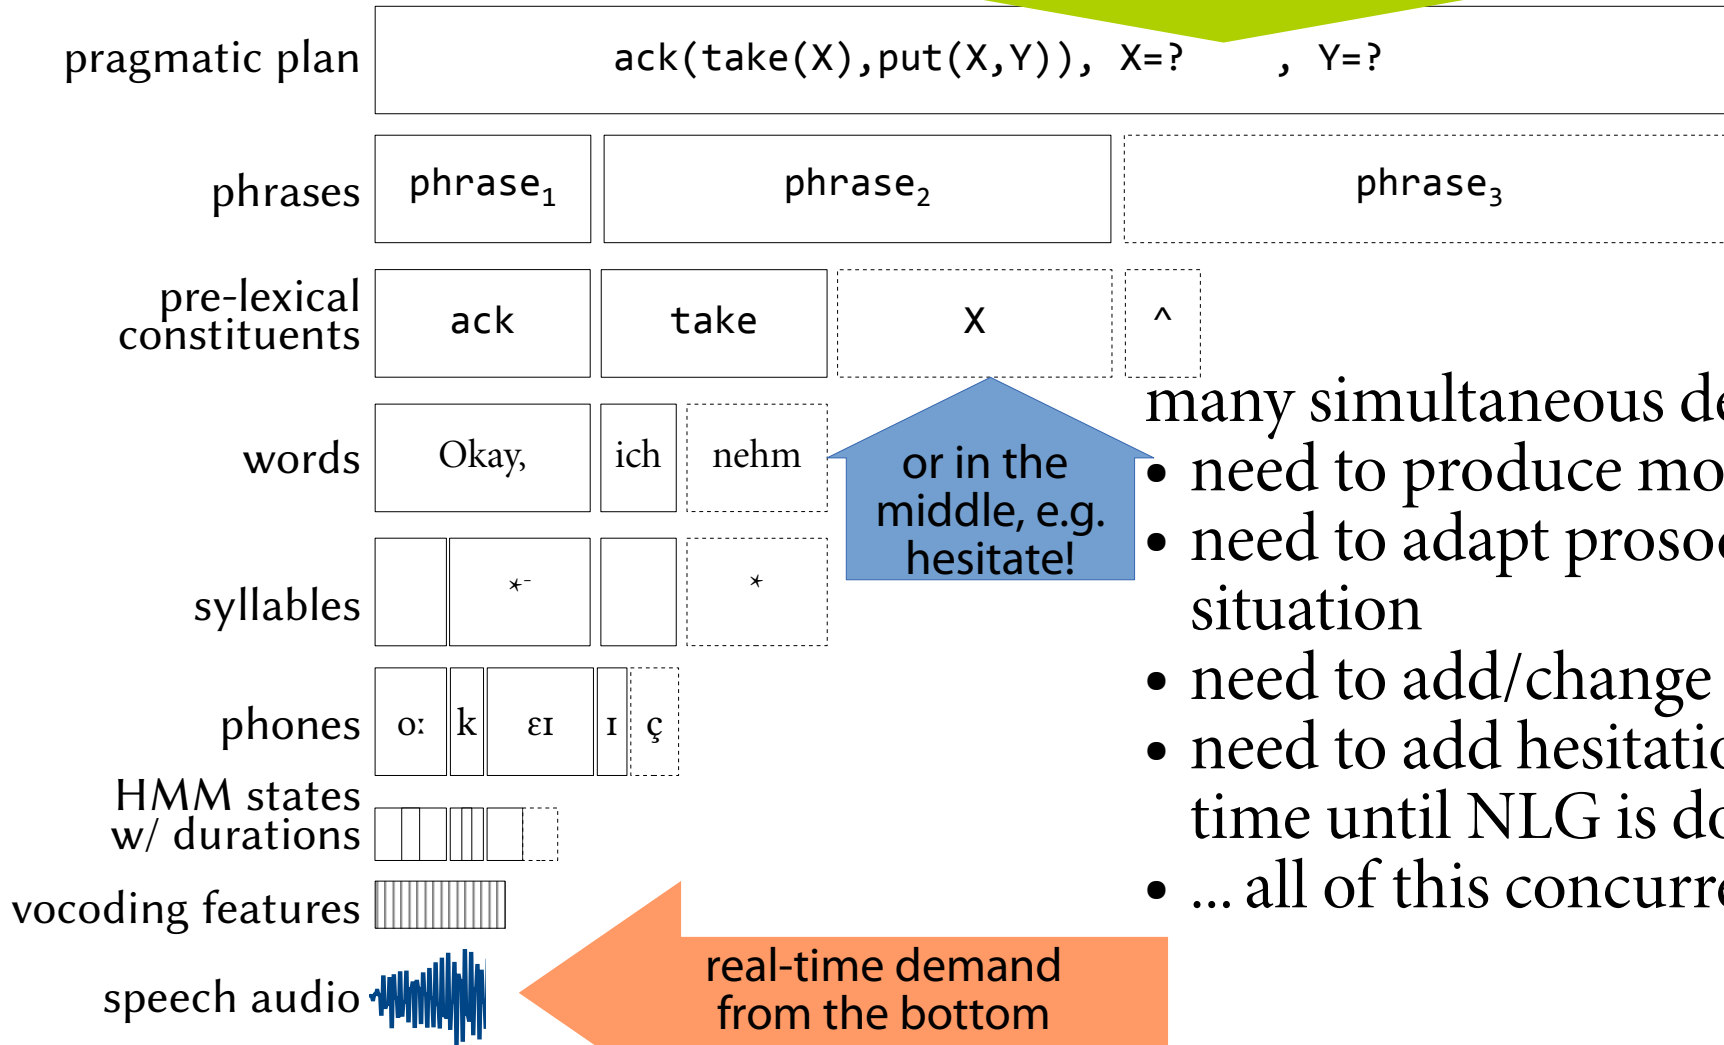 pragmatic plan
ack(take(X),put(X,Y)), X=? , Y=?
phrases
phrase₁ phrase₂ phrase₃
pre-lexical
constituents
ack take X ^
words
Okay, ich nehm
or in the
middle, e.g.
hesitate!
syllables
*⁻ *
phones
oː k ɛɪ ɪ ç
HMM states
w/ durations
vocoding features
speech audio
real-time demand
from the bottom
many simultaneous de
• need to produce mo
• need to adapt proso
situation
• need to add/change
• need to add hesitatio
time until NLG is do
• ... all of this concurre